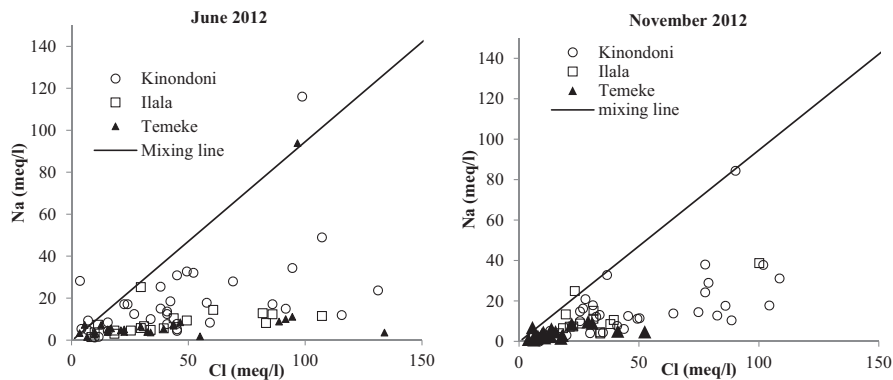 June 2012
Na (meq/l)
140
120
100
80
60
40
20
0
Kinondoni
Ilala
Temeke
Mixing line
0
50
100
150
Cl (meq/l)
November 2012
Na (meq/l)
140
120
100
80
60
40
20
0
Kinondoni
Ilala
Temeke
mixing line
0
50
100
150
Cl (meq/l)